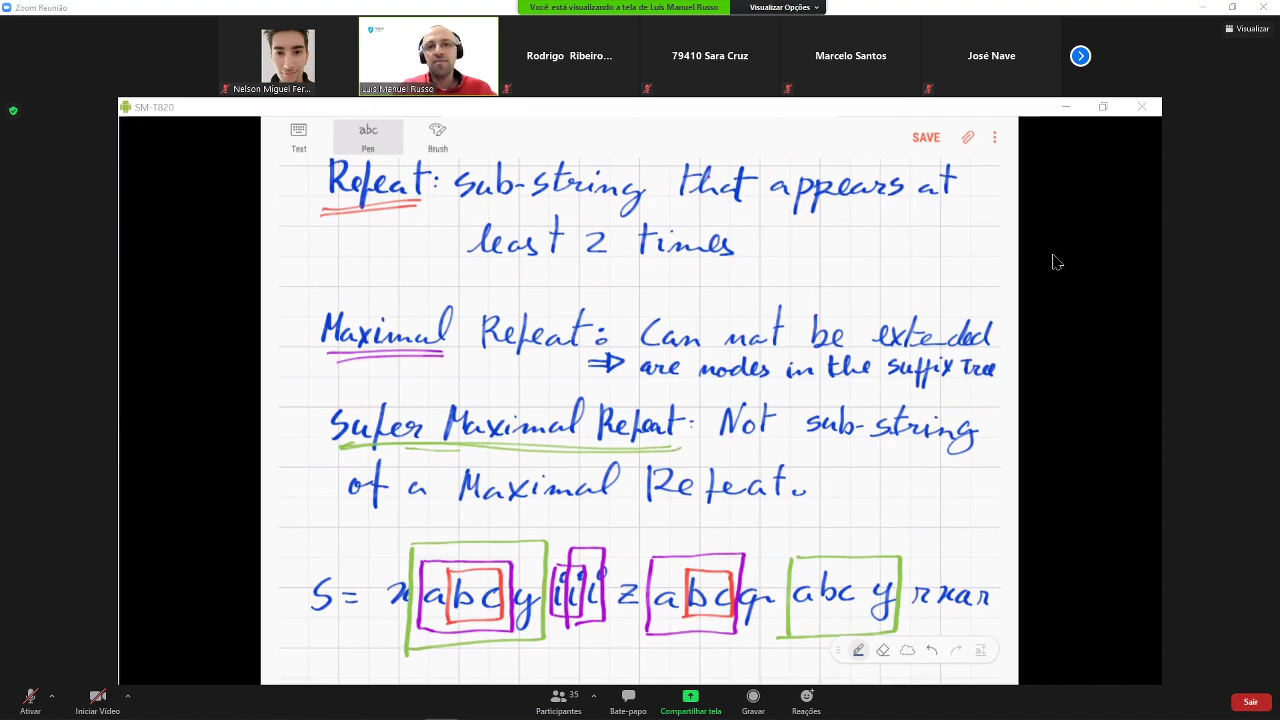 Zoom Reunião
Você está visualizando a tela de Luís Manuel Russo
Visualizar Opções
Visualizar
Nelson Miguel Fer...
Luís Manuel Russo
Rodrigo Ribeiro...
79410 Sara Cruz
Marcelo Santos
José Nave
SM-T820
Text
abc
Pen
Brush
SAVE
Repeat: sub-string that appears at
least 2 times
Maximal Repeat: Can not be extended
⇒ are nodes in the suffix Tree
Super Maximal Repeat: Not sub-string
of a Maximal Repeat.
S = x abc y iii z abc q abc y r x a r
Ativar
Iniciar Vídeo
35
Participantes
Bate-papo
Compartilhar tela
Gravar
Reações
Sair